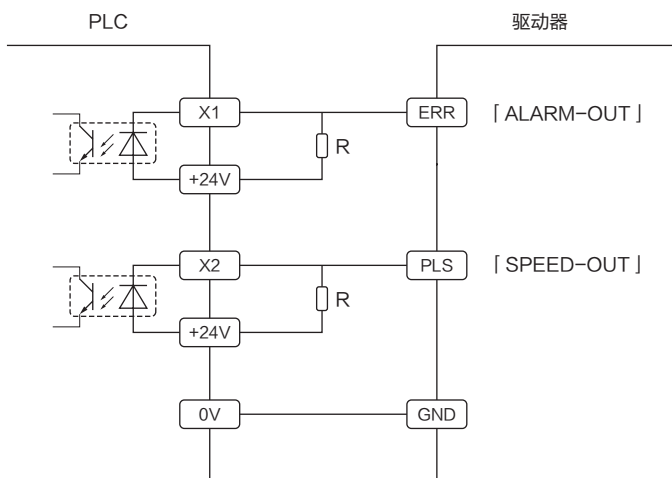 PLC 驱动器
X1 ERR 「ALARM-OUT」
R
+24V
X2 PLS 「SPEED-OUT」
R
+24V
0V GND